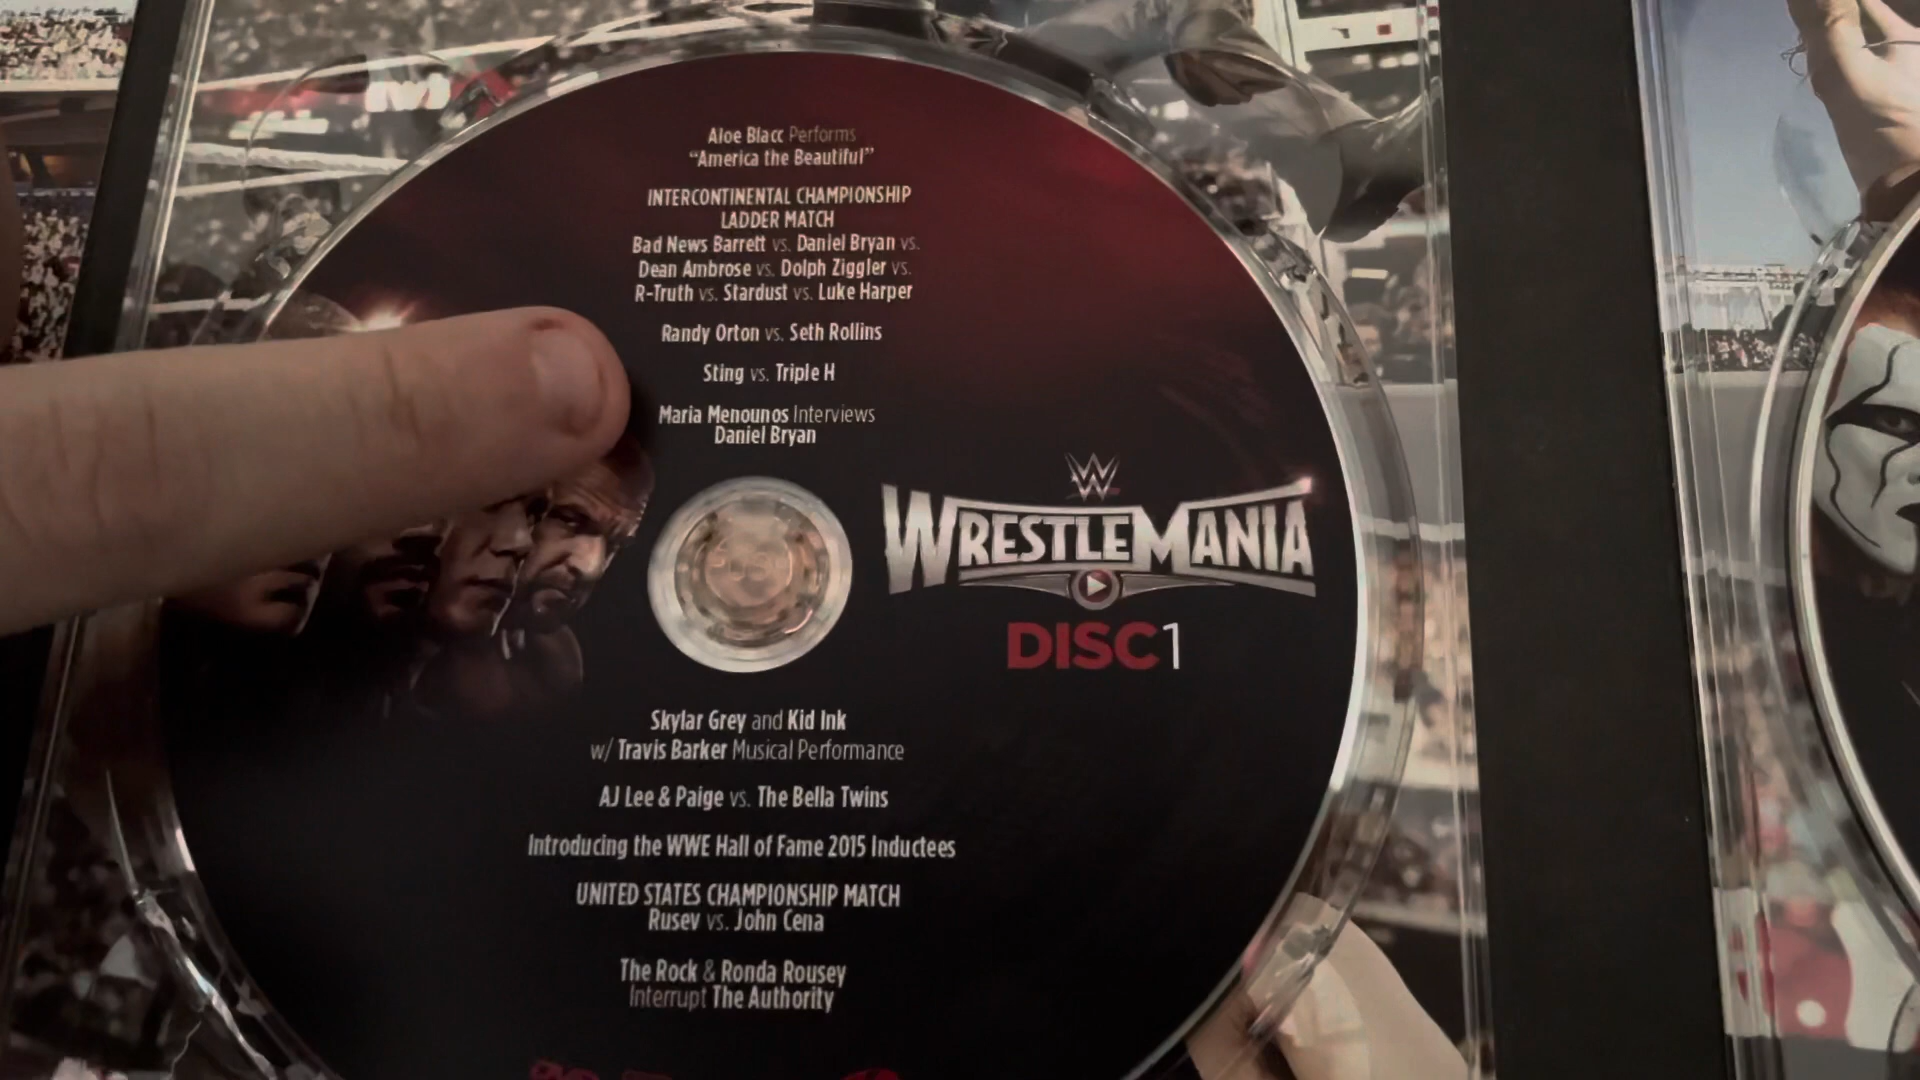 Aloe Blacc Performs
"America the Beautiful"
INTERCONTINENTAL CHAMPIONSHIP
LADDER MATCH
Bad News Barrett vs. Daniel Bryan vs.
Dean Ambrose vs. Dolph Ziggler vs.
R-Truth vs. Stardust vs. Luke Harper
Randy Orton vs. Seth Rollins
Sting vs. Triple H
Maria Menounos Interviews
Daniel Bryan
WRESTLEMANIA
DISC1
Skylar Grey and Kid Ink
w/ Travis Barker Musical Performance
AJ Lee & Paige vs. The Bella Twins
Introducing the WWE Hall of Fame 2015 Inductees
UNITED STATES CHAMPIONSHIP MATCH
Rusev vs. John Cena
The Rock & Ronda Rousey
Interrupt The Authority